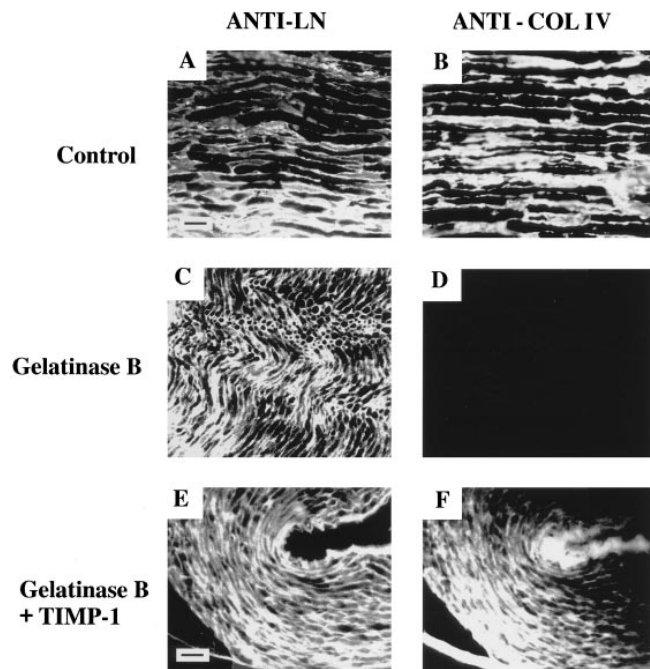 ANTI-LN
ANTI - COL IV
A
B
Control
C
D
Gelatinase B
E
F
Gelatinase B
+ TIMP-1